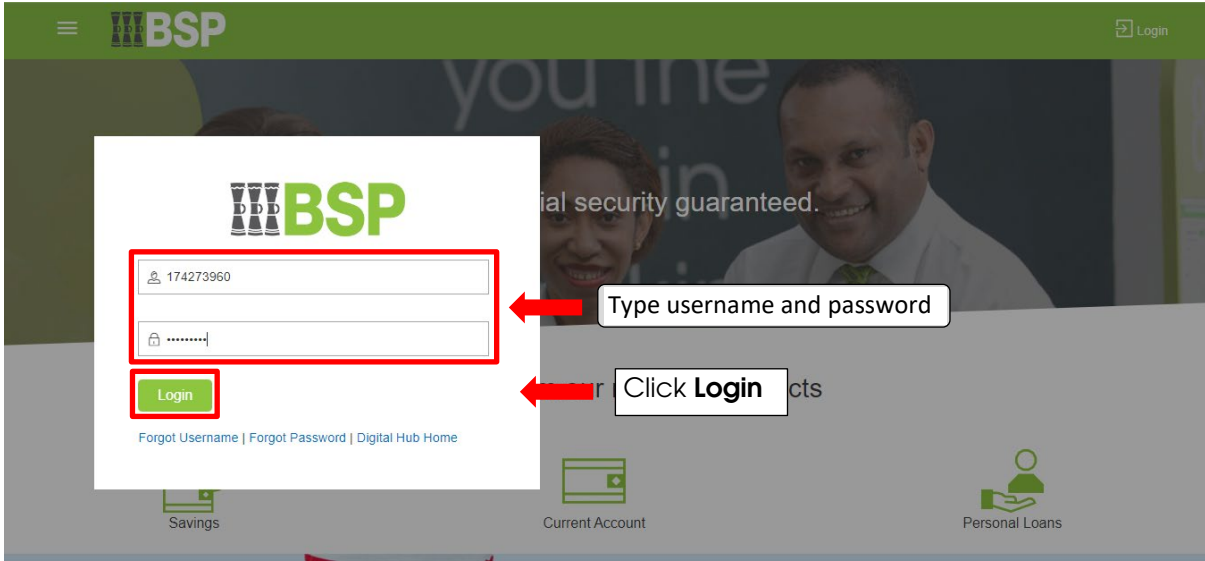 BSP
Login
you the
in
ial security guaranteed.
BSP
174273960
•••••••••
Type username and password
Login
Click Login
cts
Forgot Username | Forgot Password | Digital Hub Home
Savings
Current Account
Personal Loans